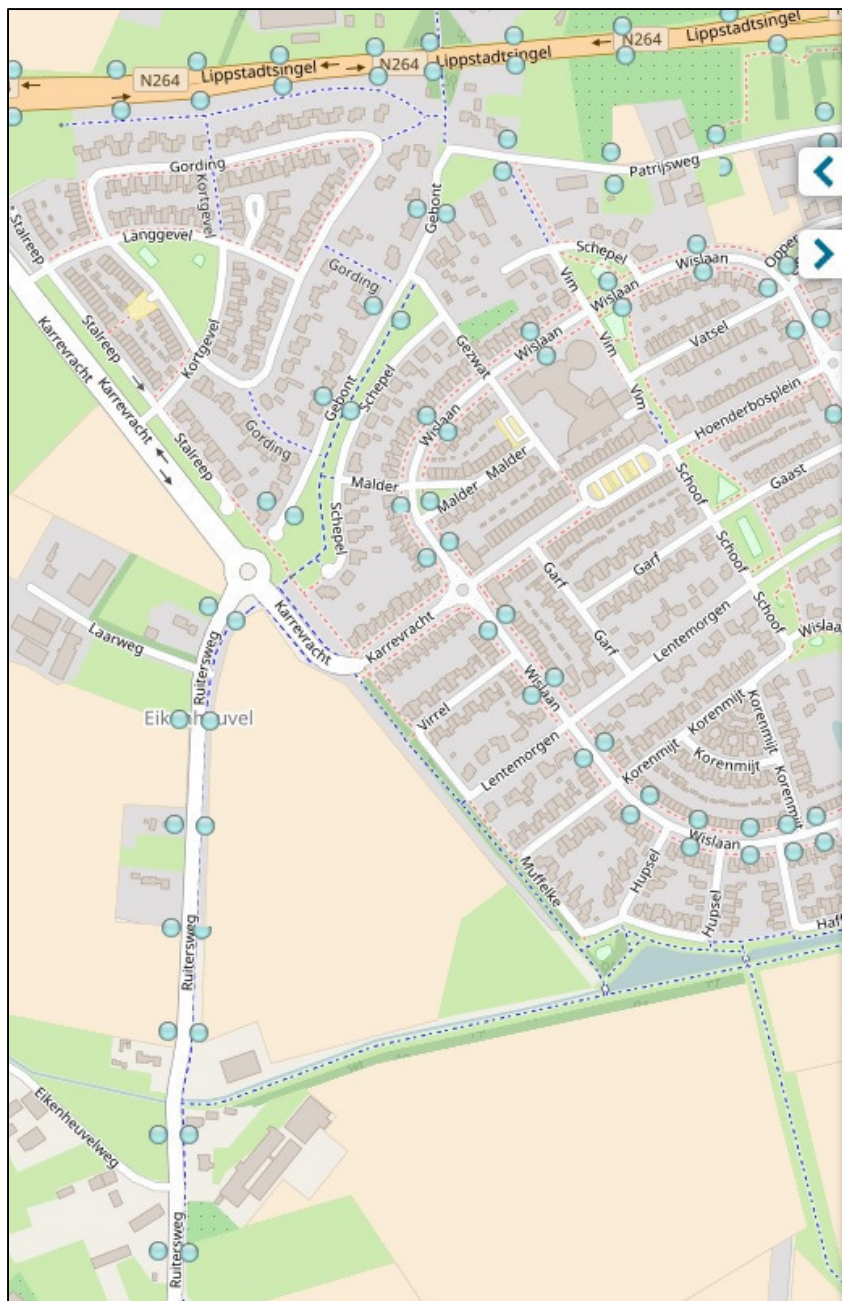 N264
Lippstadtsingel
N264
Lippstadtsingel
N264
Lippstadtsingel
Gording
Kortgevel
Gebont
Patrijsweg
Stalreep
Langgevel
Gording
Schepel
Vim
Wislaan
Wislaan
Karrevracht
Stalreep
Kortgevel
Gezwat
Wislaan
Vim
Vatsel
Karrevracht
Gebont
Schepel
Vim
Wislaan
Hoenderbosplein
Gording
Stalreep
Malder
Malder
Malder
Schoof
Gaast
Schepel
Schoof
Garf
Garf
Garf
Schoof
Lentemorgen
Laarweg
Ruitersweg
Karrevracht
Karrevracht
Wislaan
Eikenheuvel
Virrel
Wislaan
Korenmijt
Korenmijt
Lentemorgen
Korenmijt
Korenmijt
Korenmijt
Wislaan
Muffelke
Hupsel
Hupsel
Ruitersweg
Eikenheuvelweg
Ruitersweg